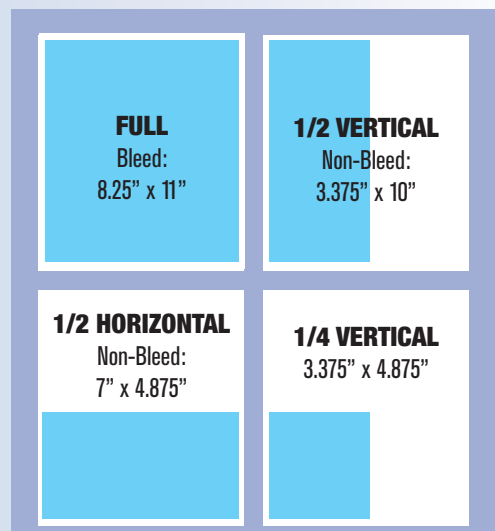 FULL
Bleed:
8.25” x 11”
1/2 VERTICAL
Non-Bleed:
3.375” x 10”
1/2 HORIZONTAL
Non-Bleed:
7” x 4.875”
1/4 VERTICAL
3.375” x 4.875”